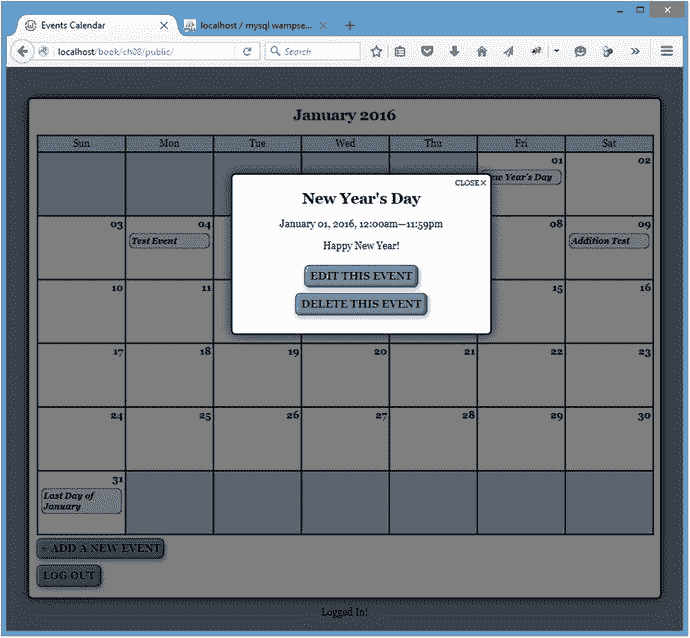 Events Calendar
localhost / mysql wampse...
localhost/book/ch08/public/
Search
January 2016
Sun Mon Tue Wed Thu Fri Sat
01 02
New Year's Day
CLOSE×
New Year's Day
January 01, 2016, 12:00am—11:59pm
Happy New Year!
EDIT THIS EVENT
DELETE THIS EVENT
03 04 08 09
Test Event
Addition Test
10 11 15 16
17 18 19 20 21 22 23
24 25 26 27 28 29 30
31
Last Day of
January
+ ADD A NEW EVENT
LOG OUT
Logged In!